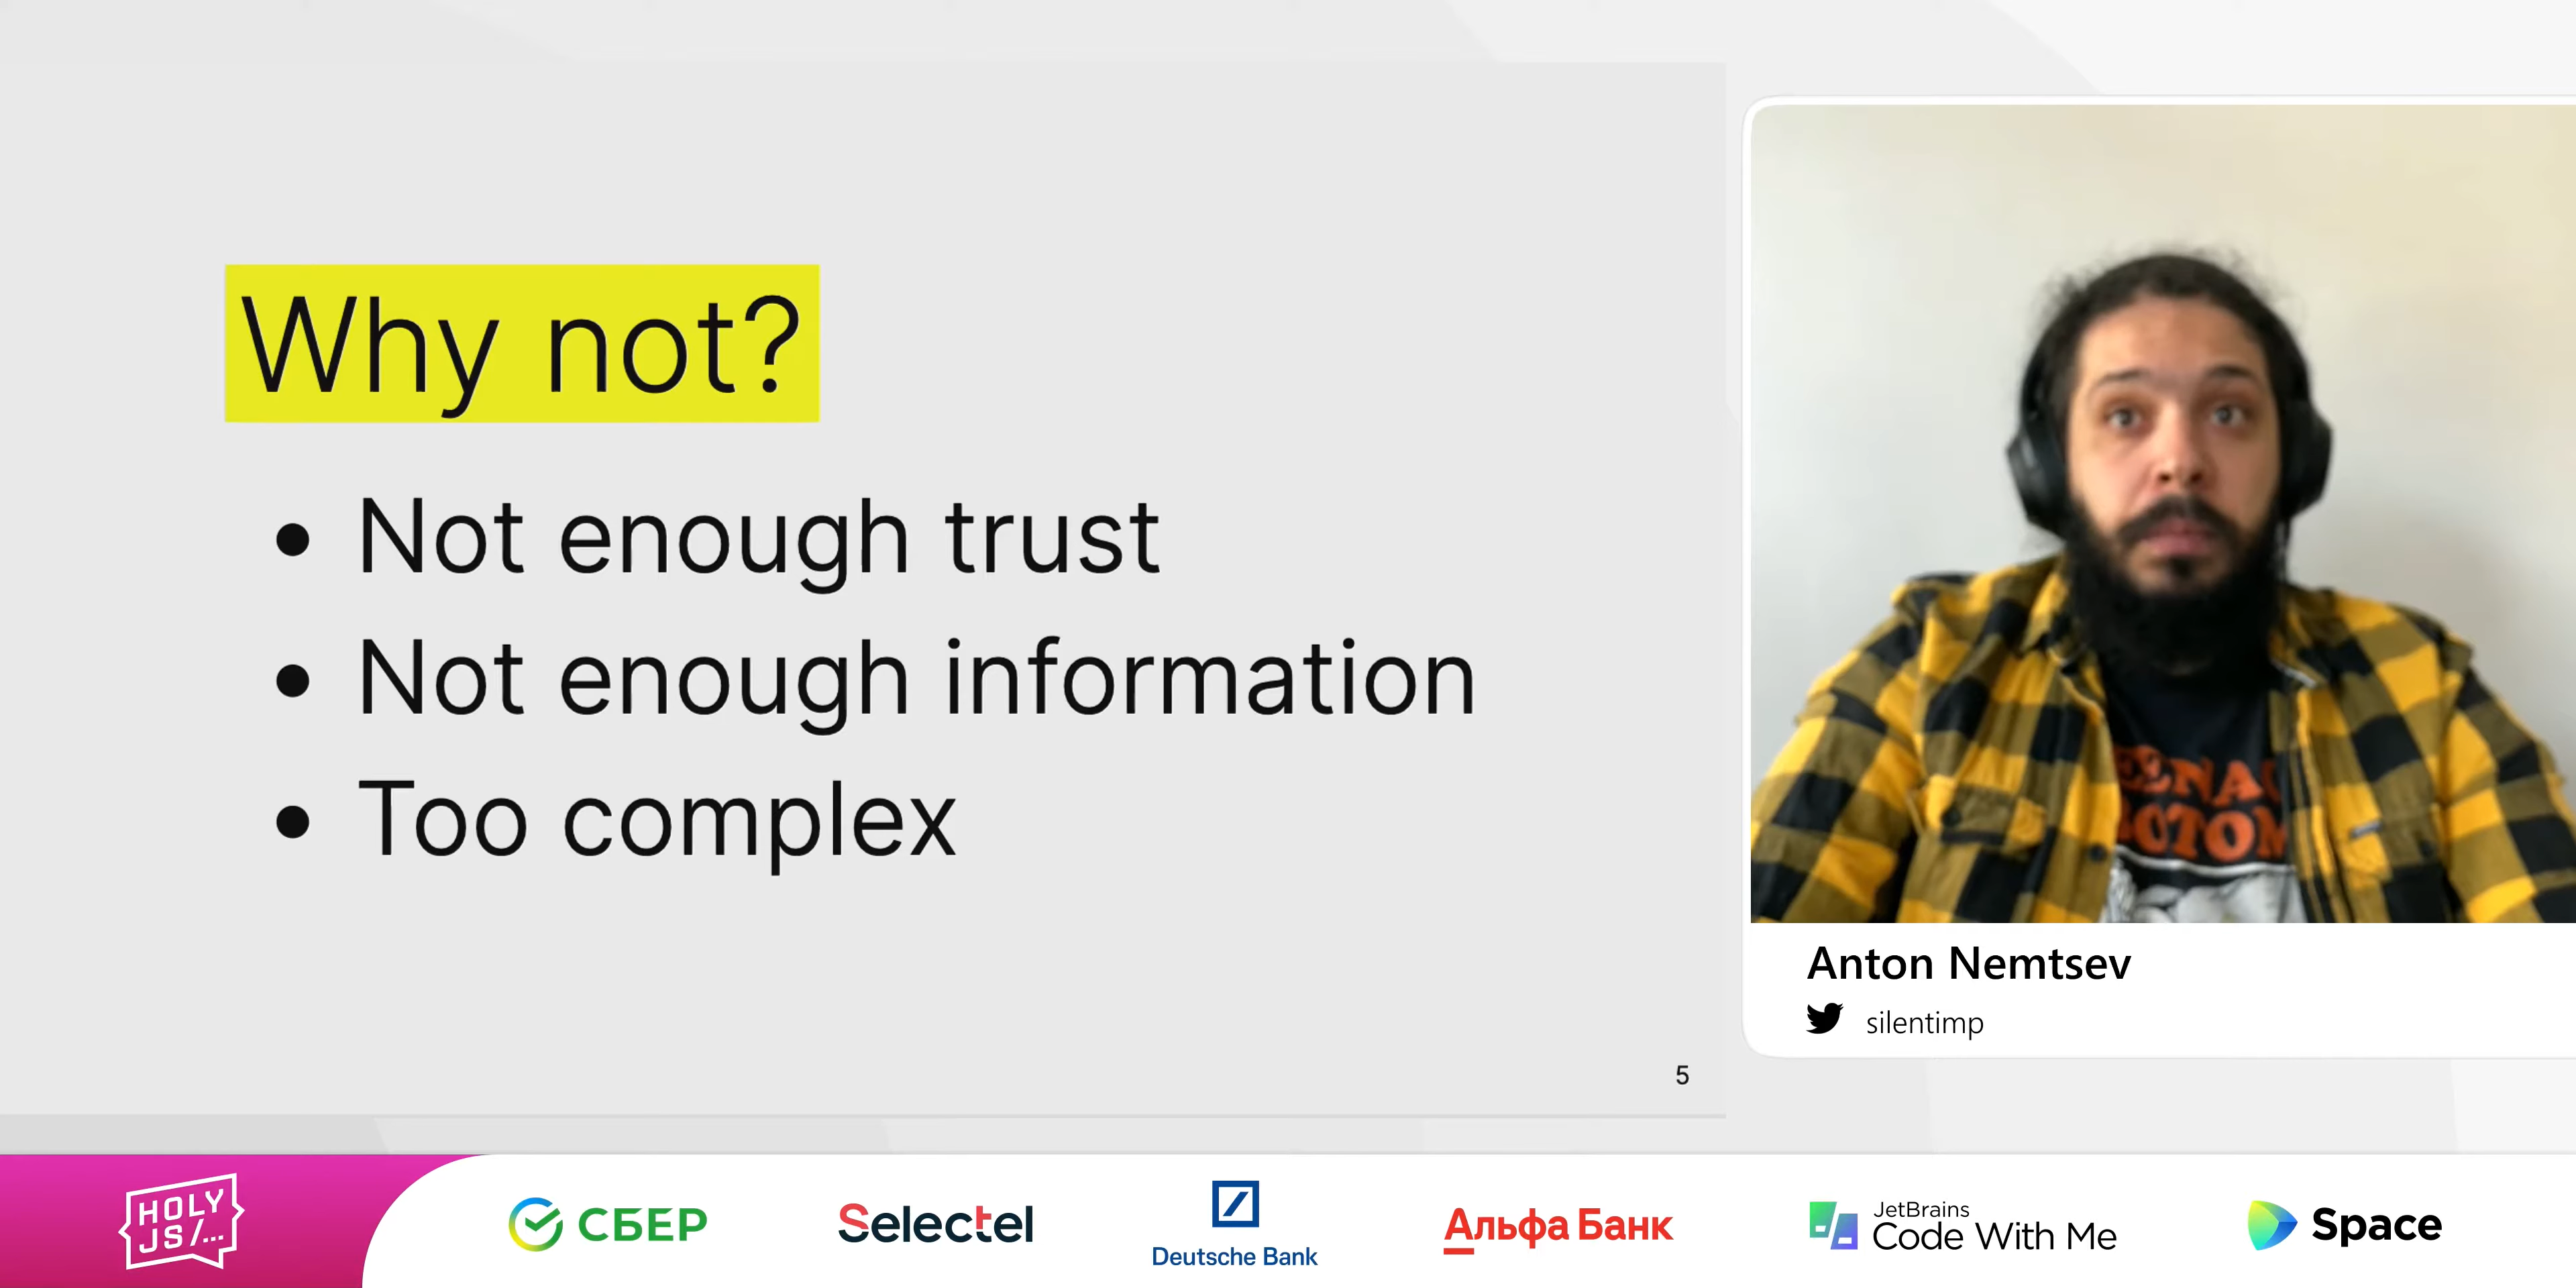 Why not?
• Not enough trust
• Not enough information
• Too complex
5
Anton Nemtsev
silentimp
HOLY
JS/...
СБЕР
Selectel
Deutsche Bank
Альфа Банк
JetBrains
Code With Me
Space